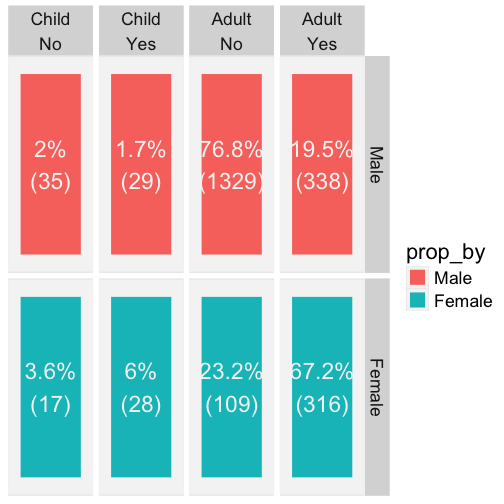 Child Child Adult Adult
No Yes No Yes
2% 1.7% 76.8% 19.5%
(35) (29) (1329) (338)
Male
3.6% 6% 23.2% 67.2%
(17) (28) (109) (316)
Female
prop_by
Male
Female